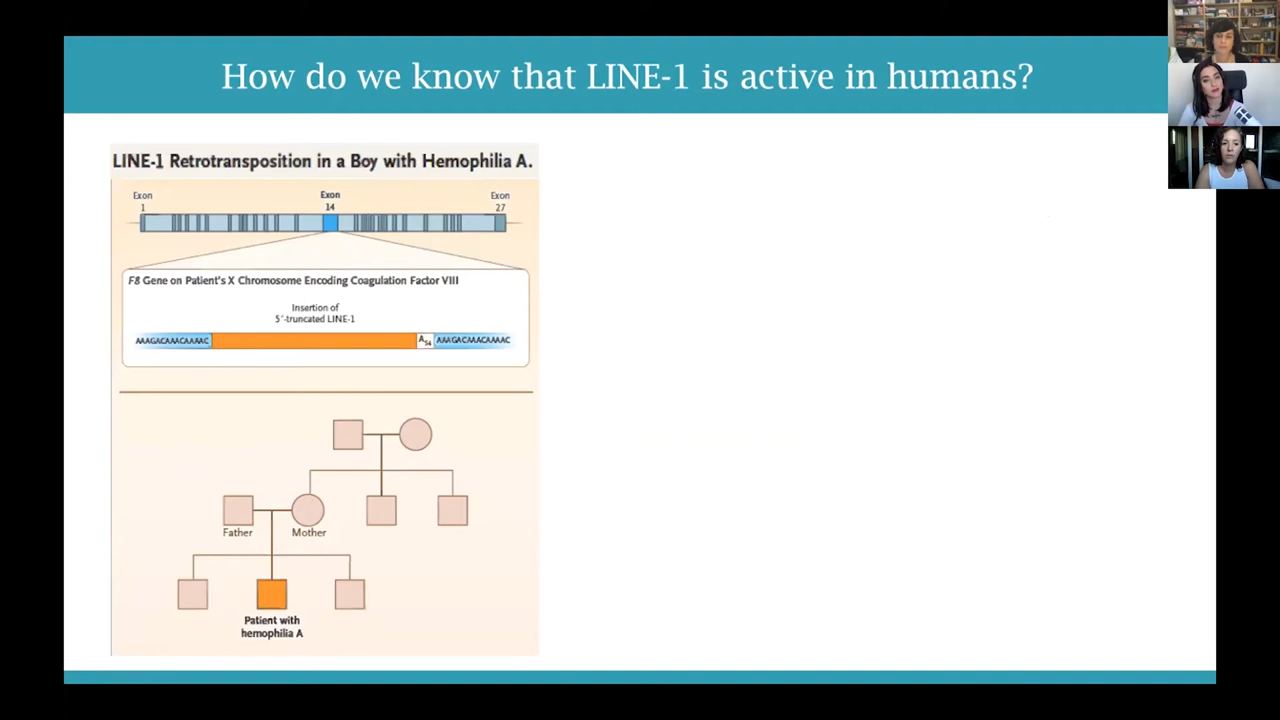 How do we know that LINE-1 is active in humans?
LINE-1 Retrotransposition in a Boy with Hemophilia A.
Exon Exon Exon
1 14 27
F8 Gene on Patient's X Chromosome Encoding Coagulation Factor VIII
Insertion of
5′-truncated LINE-1
AAAGACAAACAAAAC A54 AAAGACAAACAAAAC
Father Mother
Patient with
hemophilia A